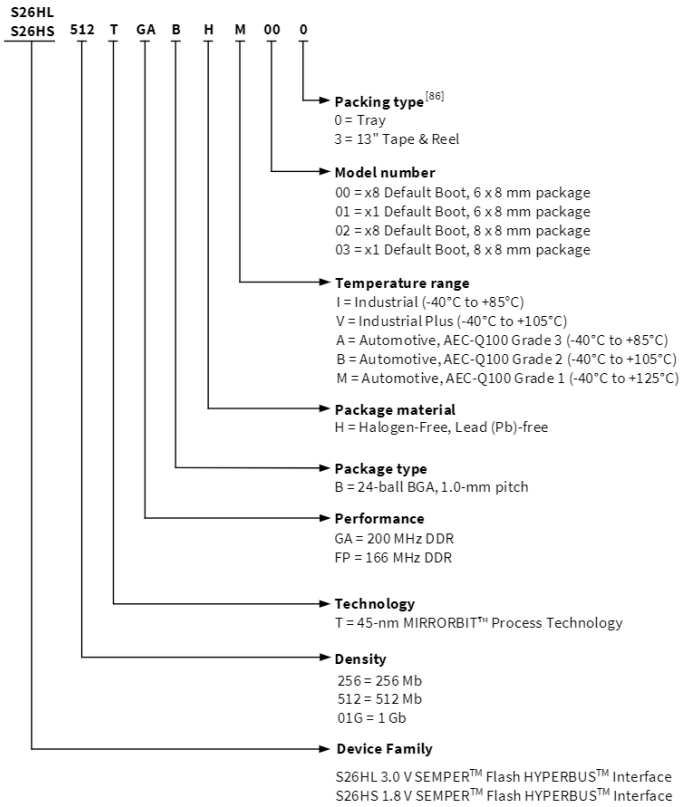 S26HL
S26HS 512 T GA B H M 00 0
Packing type[86]
0 = Tray
3 = 13" Tape & Reel
Model number
00 = x8 Default Boot, 6 x 8 mm package
01 = x1 Default Boot, 6 x 8 mm package
02 = x8 Default Boot, 8 x 8 mm package
03 = x1 Default Boot, 8 x 8 mm package
Temperature range
I = Industrial (-40°C to +85°C)
V = Industrial Plus (-40°C to +105°C)
A = Automotive, AEC-Q100 Grade 3 (-40°C to +85°C)
B = Automotive, AEC-Q100 Grade 2 (-40°C to +105°C)
M = Automotive, AEC-Q100 Grade 1 (-40°C to +125°C)
Package material
H = Halogen-Free, Lead (Pb)-free
Package type
B = 24-ball BGA, 1.0-mm pitch
Performance
GA = 200 MHz DDR
FP = 166 MHz DDR
Technology
T = 45-nm MIRRORBIT™ Process Technology
Density
256 = 256 Mb
512 = 512 Mb
01G = 1 Gb
Device Family
S26HL 3.0 V SEMPER™ Flash HYPERBUS™ Interface
S26HS 1.8 V SEMPER™ Flash HYPERBUS™ Interface